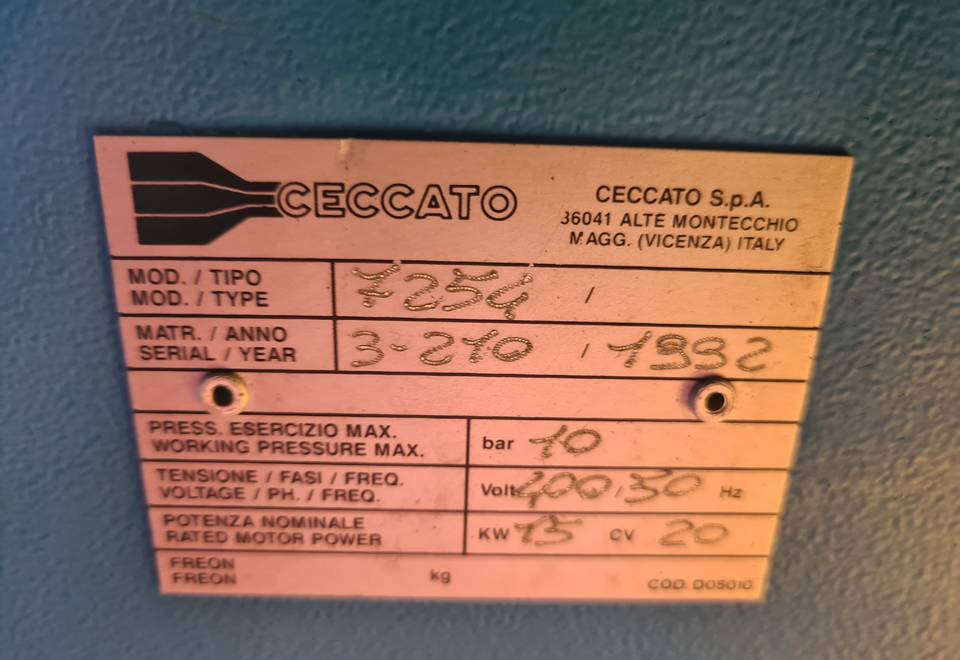 CECCATO
CECCATO S.p.A.
36041 ALTE MONTECCHIO
MAGG. (VICENZA) ITALY
MOD. / TIPO
MOD. / TYPE
7254 /
MATR. / ANNO
SERIAL / YEAR
3-210 / 1992
PRESS. ESERCIZIO MAX.
WORKING PRESSURE MAX.
bar 10
TENSIONE / FASI / FREQ.
VOLTAGE / PH. / FREQ.
Volt 400 / 50 Hz
POTENZA NOMINALE
RATED MOTOR POWER
KW 15 CV 20
FREON
FREON
kg
COD. D05010